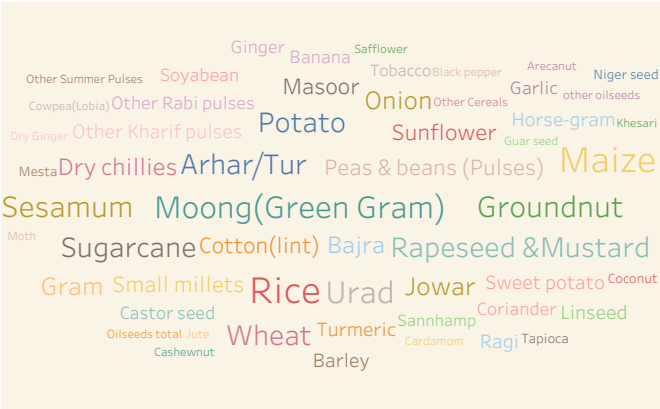 Ginger
Banana
Safflower
Other Summer Pulses
Soyabean
Masoor
Tobacco
Black pepper
Arecanut
Niger seed
Cowpea(Lobia)
Other Rabi pulses
Onion
Other Cereals
Garlic
other oilseeds
Dry Ginger
Other Kharif pulses
Potato
Sunflower
Horse-gram
Khesari
Guar seed
Mesta
Dry chillies
Arhar/Tur
Peas & beans (Pulses)
Maize
Sesamum
Moong(Green Gram)
Groundnut
Moth
Sugarcane
Cotton(lint)
Bajra
Rapeseed &Mustard
Gram
Small millets
Rice
Urad
Jowar
Sweet potato
Coconut
Castor seed
Sannhamp
Coriander
Linseed
Oilseeds total
Jute
Wheat
Turmeric
Cardamom
Ragi
Tapioca
Cashewnut
Barley